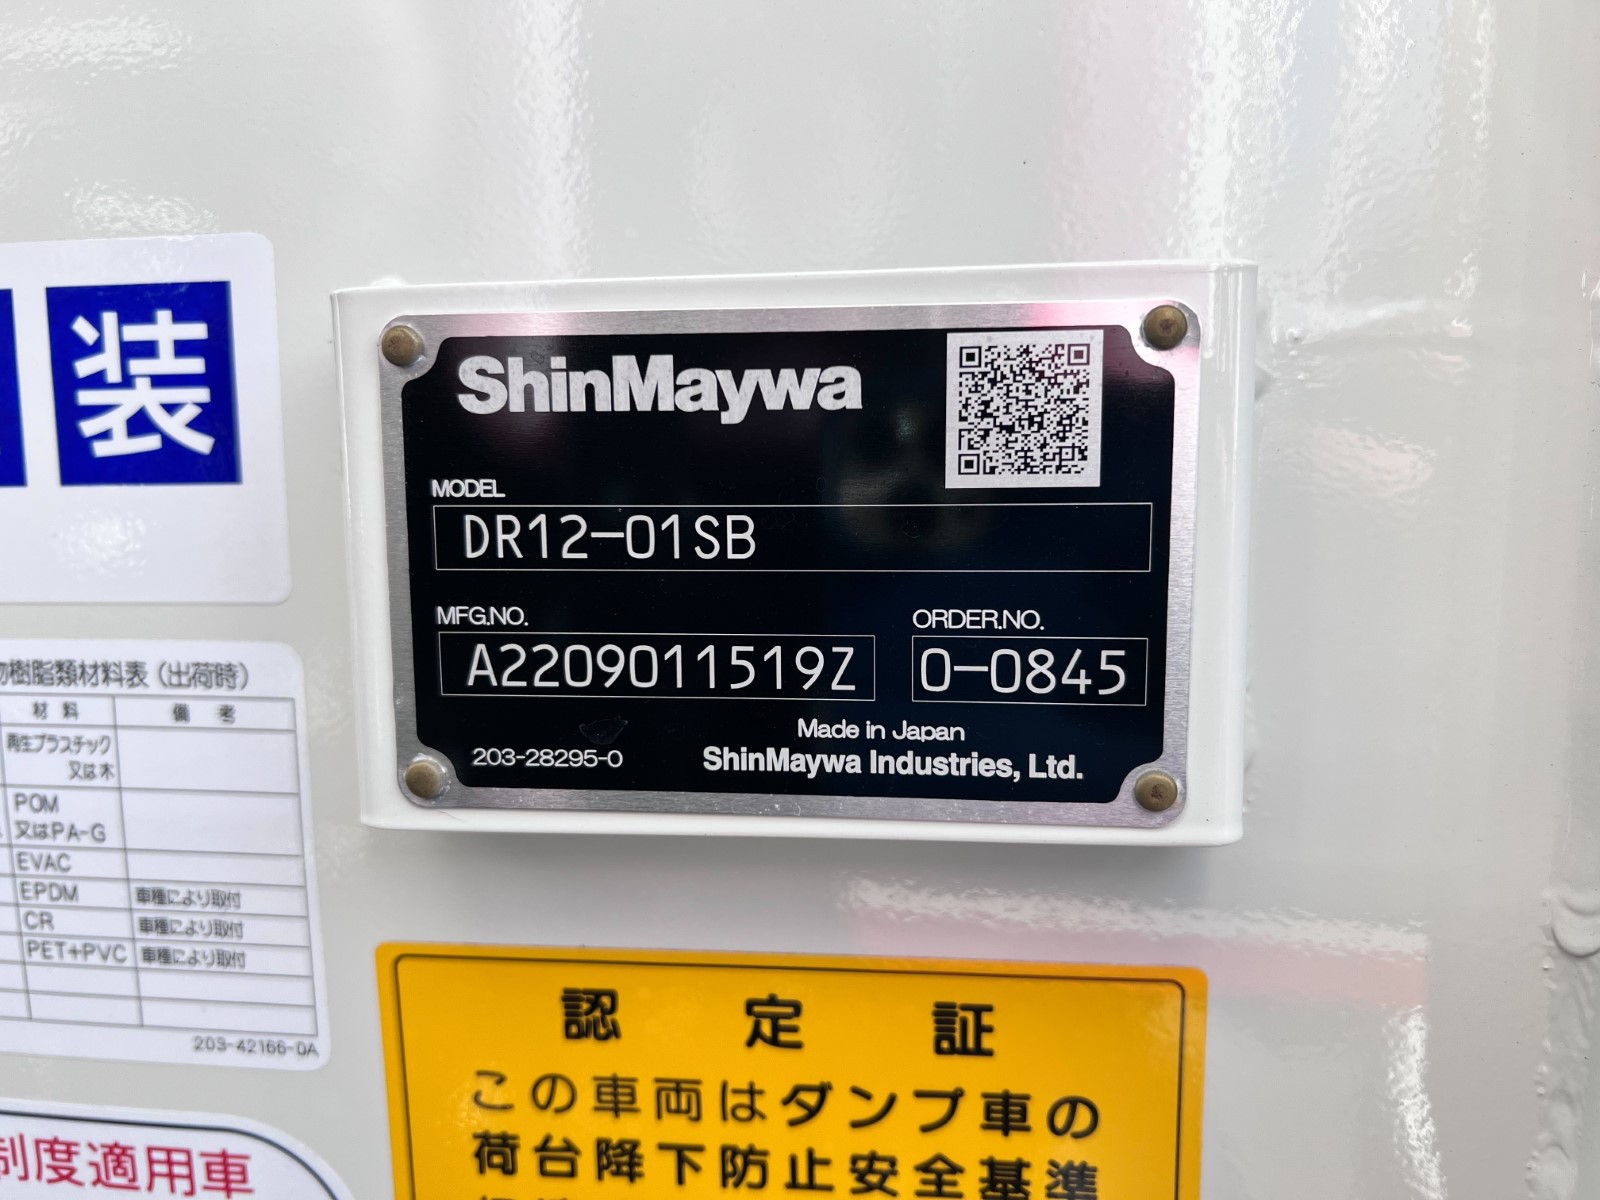 装
ShinMaywa
MODEL
DR12-01SB
MFG.NO.
ORDER.NO.
A2209011519Z
0-0845
Made in Japan
203-28295-0
ShinMaywa Industries, Ltd.
樹脂類材料表（出荷時）
材 料
備 考
再生プラスチック
又は木
POM
又はPA-G
EVAC
EPDM
車種により取付
CR
車種により取付
PET+PVC
車種により取付
203-42166-0A
制度適用車
認 定 証
この車両はダンプ車の
荷台降下防止安全基準